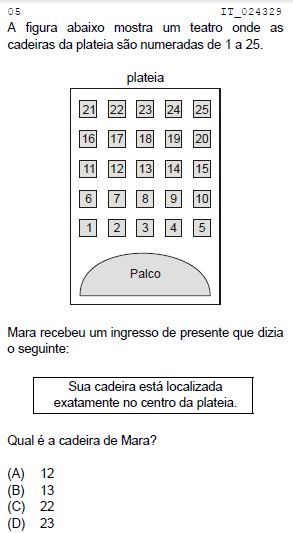 05 IT_024329
A figura abaixo mostra um teatro onde as
cadeiras da plateia são numeradas de 1 a 25.
plateia
21 22 23 24 25
16 17 18 19 20
11 12 13 14 15
6 7 8 9 10
1 2 3 4 5
Palco
Mara recebeu um ingresso de presente que dizia
o seguinte:
Sua cadeira está localizada
exatamente no centro da plateia.
Qual é a cadeira de Mara?
(A) 12
(B) 13
(C) 22
(D) 23